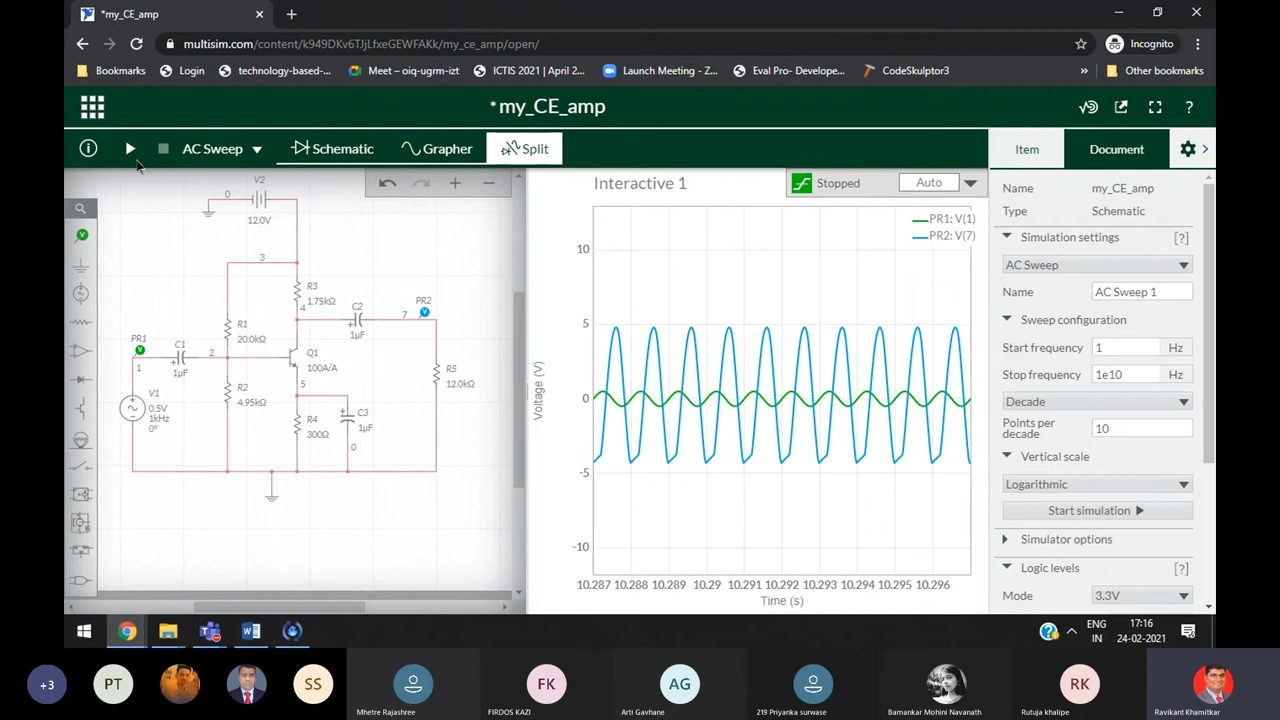 *my_CE_amp
multisim.com/content/k949DKv6TJjLfxeGEWFAKk/my_ce_amp/open/
Incognito
Bookmarks
Login
technology-based-...
Meet – oiq-ugrm-izt
ICTIS 2021 | April 2...
Launch Meeting - Z...
Eval Pro- Develope...
CodeSkulptor3
»
Other bookmarks
*my_CE_amp
AC Sweep
Schematic
Grapher
Split
Item
Document
V2
0
12.0V
3
R3
1.75kΩ
4
C2
1μF
7
PR2
R1
20.0kΩ
PR1
1
C1
1μF
2
Q1
100A/A
5
R5
12.0kΩ
V1
0.5V
1kHz
0°
R2
4.95kΩ
R4
300Ω
C3
1μF
0
Interactive 1
Stopped
Auto
PR1: V(1)
PR2: V(7)
10
5
0
-5
-10
Voltage (V)
10.287 10.288 10.289 10.29 10.291 10.292 10.293 10.294 10.295 10.296
Time (s)
Name my_CE_amp
Type Schematic
Simulation settings [?]
AC Sweep
Name AC Sweep 1
Sweep configuration
Start frequency 1 Hz
Stop frequency 1e10 Hz
Decade
Points per
decade 10
Vertical scale
Logarithmic
Start simulation
Simulator options
Logic levels [?]
Mode 3.3V
ENG
IN
17:16
24-02-2021
+3
PT
SS
Mhetre Rajashree
FK
FIRDOS KAZI
AG
Arti Gavhane
219 Priyanka surwase
Bamankar Mohini Navanath
RK
Rutuja khalipe
Ravikant Khamitkar